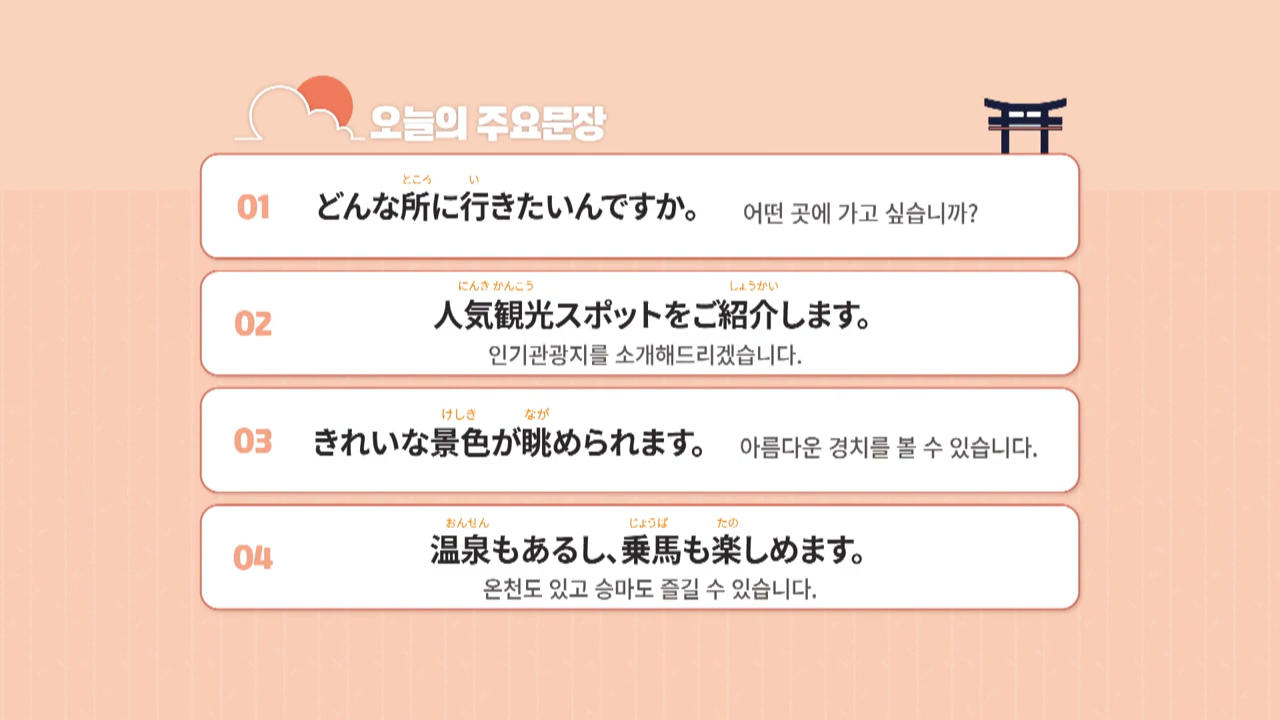 오늘의 주요문장
ところ い
01 どんな所に行きたいんですか。 어떤 곳에 가고 싶습니까?
にんき かんこう しょうかい
02 人気観光スポットをご紹介します。
인기관광지를 소개해드리겠습니다.
けしき なが
03 きれいな景色が眺められます。 아름다운 경치를 볼 수 있습니다.
おんせん じょうば たの
04 温泉もあるし、乗馬も楽しめます。
온천도 있고 승마도 즐길 수 있습니다.